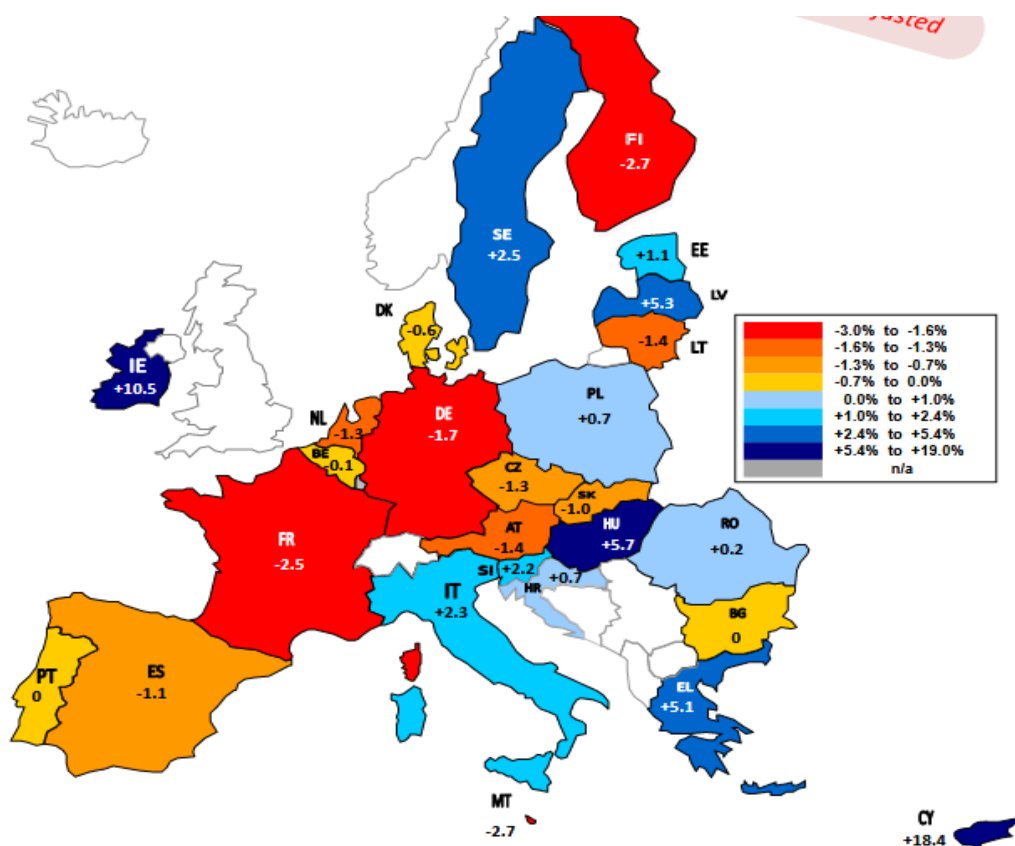 FI
-2.7
SE
+2.5
+1.1
EE
+5.3
LV
-1.4
LT
DK
-0.6
-3.0% to -1.6%
-1.6% to -1.3%
-1.3% to -0.7%
-0.7% to 0.0%
0.0% to +1.0%
+1.0% to +2.4%
+2.4% to +5.4%
+5.4% to +19.0%
n/a
IE
+10.5
NL
-1.3
BE
-0.1
DE
-1.7
PL
+0.7
CZ
-1.3
SK
-1.0
AT
-1.4
HU
+5.7
RO
+0.2
FR
-2.5
SI
+2.2
HR
+0.7
IT
+2.3
BG
0
PT
0
ES
-1.1
EL
+5.1
MT
-2.7
CY
+18.4